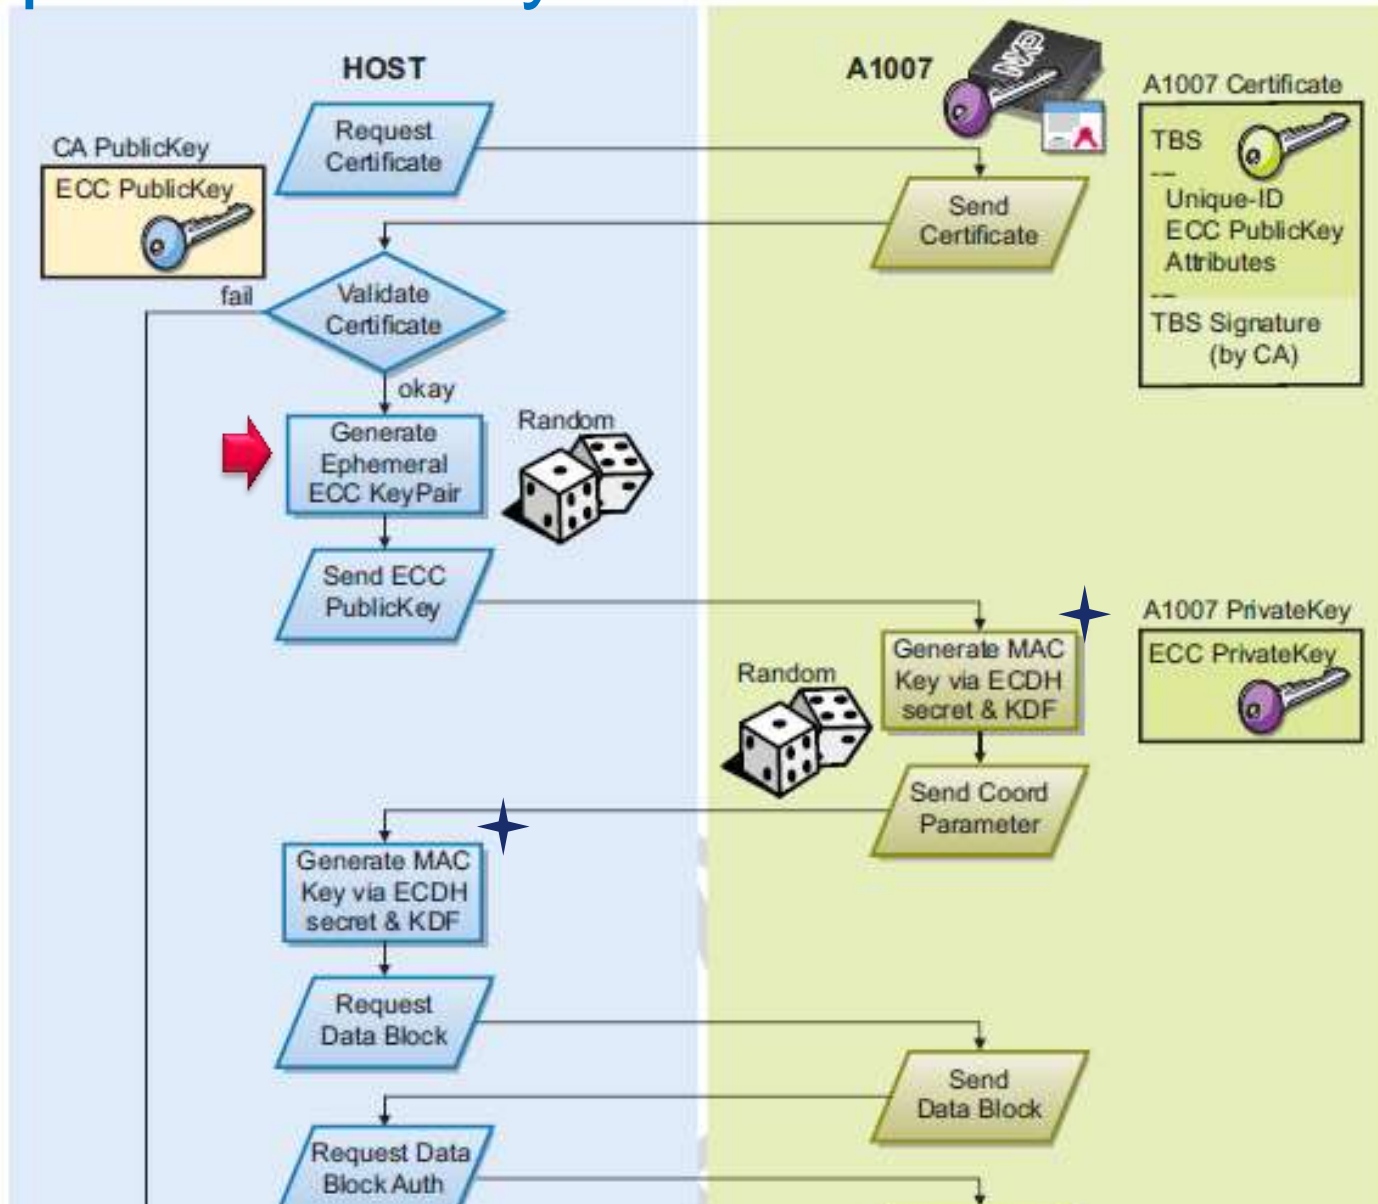 HOST
A1007
NXP
A1007 Certificate
Request
Certificate
CA PublicKey
ECC PublicKey
TBS
Unique-ID
ECC PublicKey
Attributes
TBS Signature
(by CA)
Send
Certificate
fail
Validate
Certificate
okay
Generate
Ephemeral
ECC KeyPair
Random
Send ECC
PublicKey
A1007 PrivateKey
ECC PrivateKey
Generate MAC
Key via ECDH
secret & KDF
Random
Send Coord
Parameter
Generate MAC
Key via ECDH
secret & KDF
Request
Data Block
Send
Data Block
Request Data
Block Auth